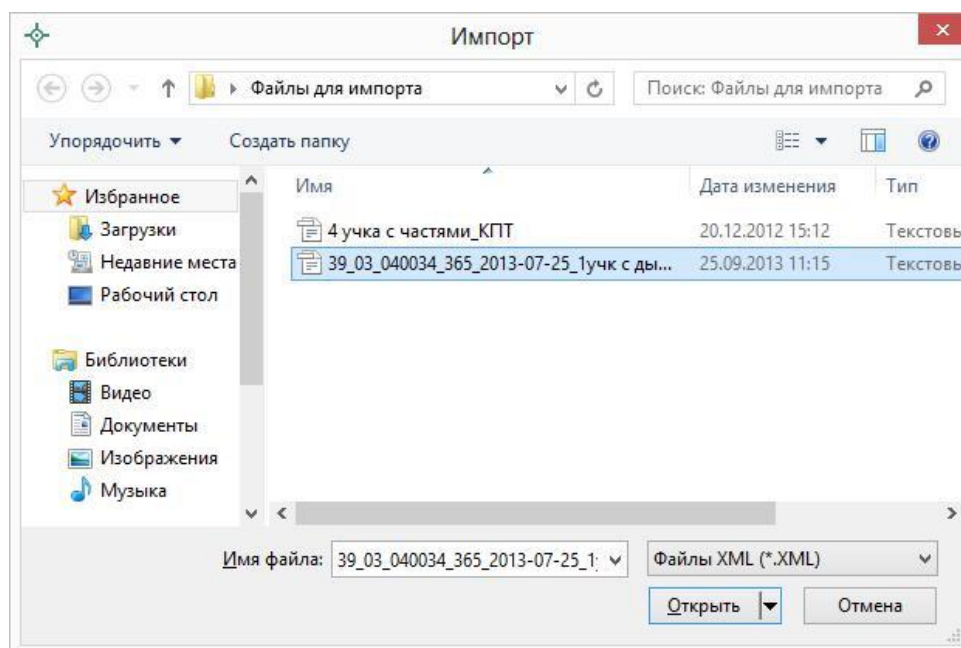 Импорт
Файлы для импорта
Поиск: Файлы для импорта
Упорядочить
Создать папку
Избранное
Загрузки
Недавние места
Рабочий стол
Библиотеки
Видео
Документы
Изображения
Музыка
Имя Дата изменения Тип
4 учка с частями_КПТ 20.12.2012 15:12 Текстовь
39_03_040034_365_2013-07-25_1учк с ды... 25.09.2013 11:15 Текстовь
Имя файла: 39_03_040034_365_2013-07-25_1 Файлы XML (*.XML)
Открыть Отмена